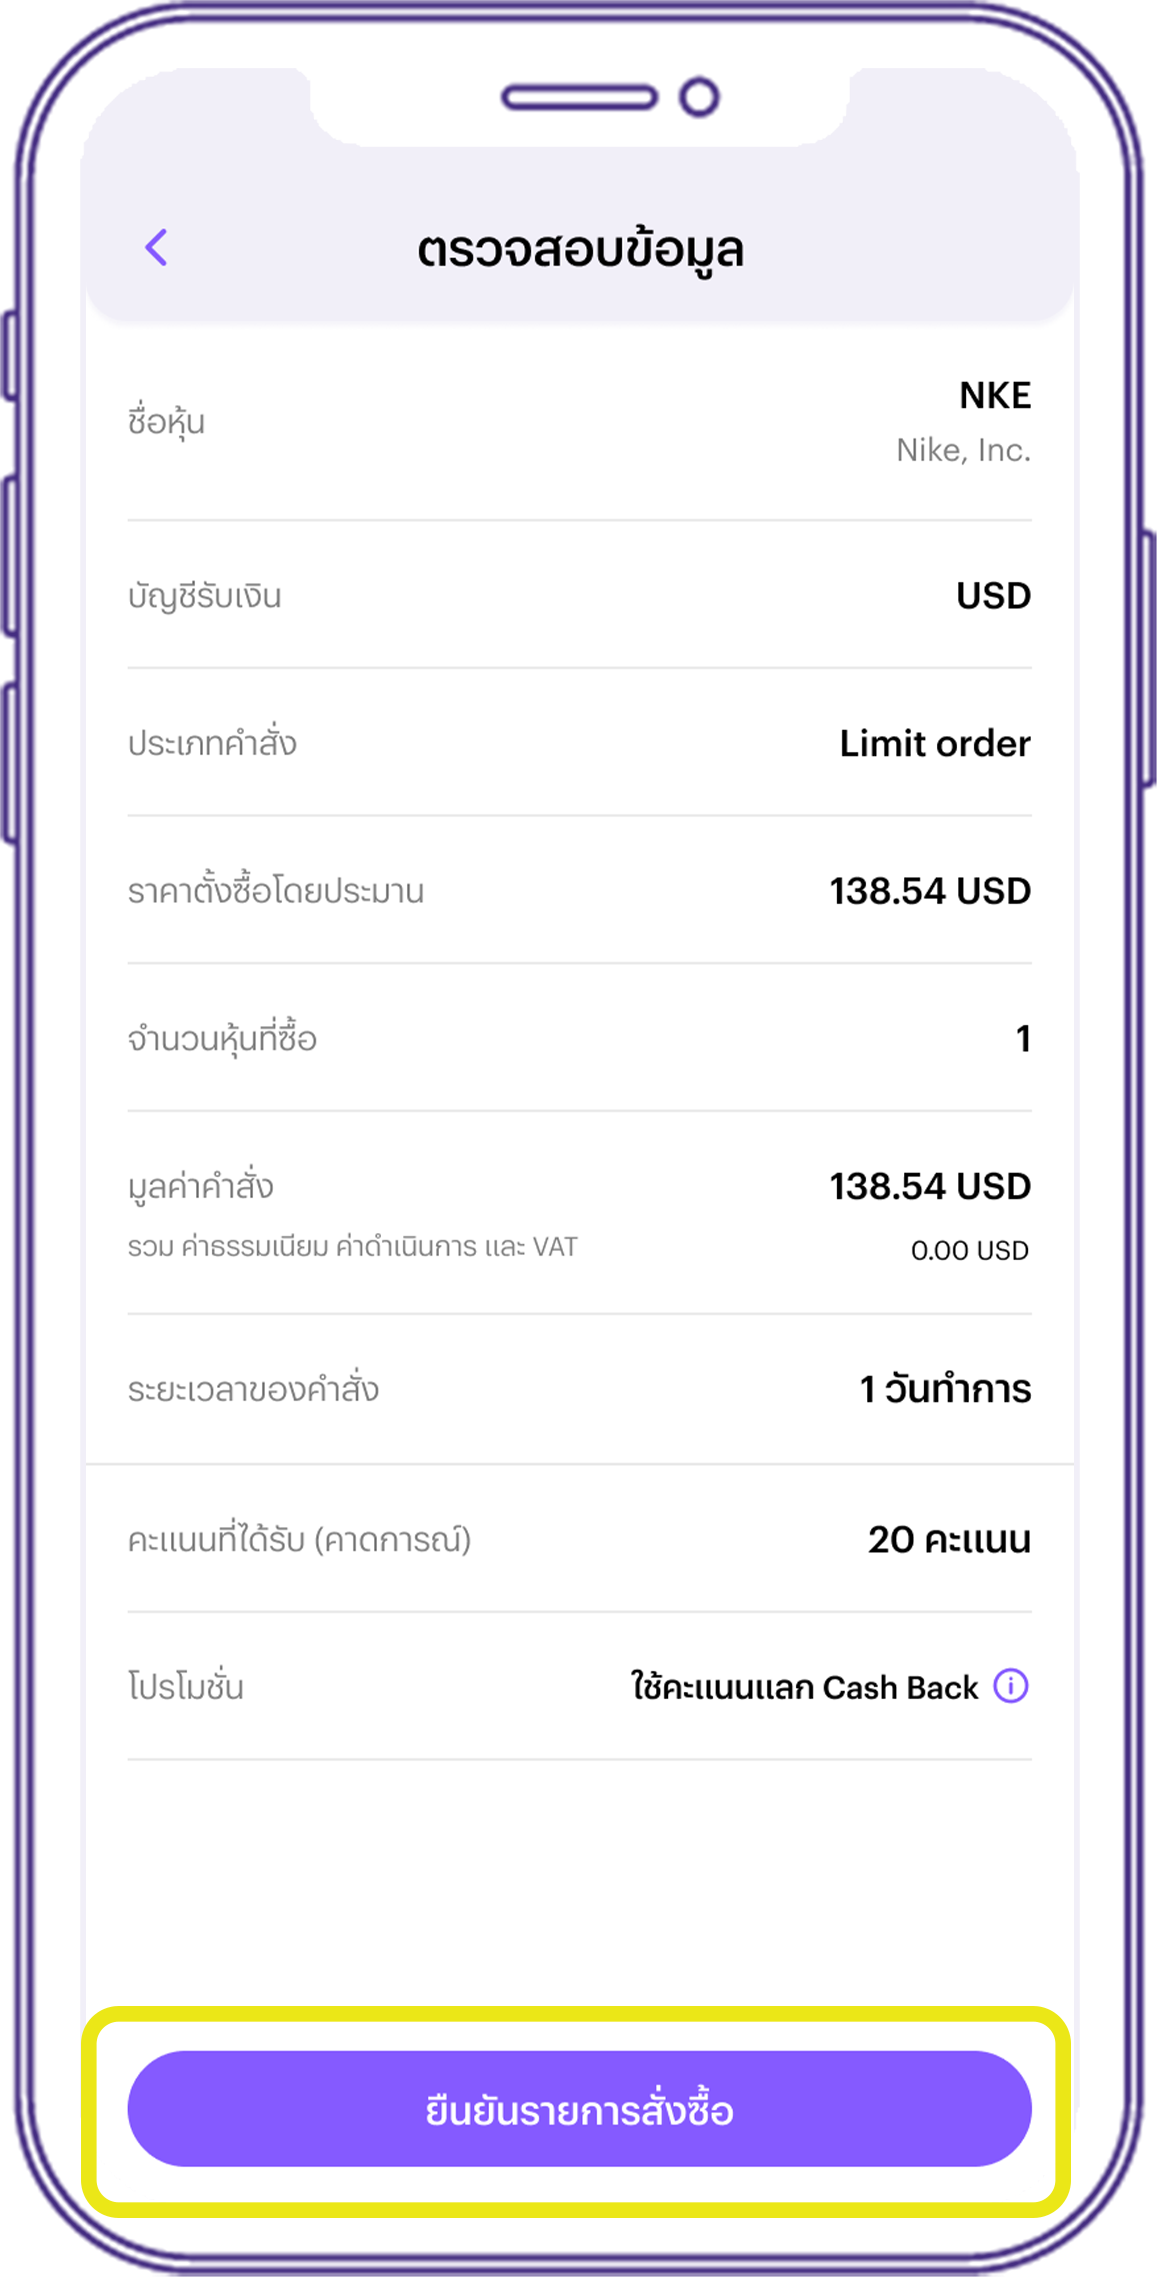 ตรวจสอบข้อมูล
ชื่อหุ้น
NKE
Nike, Inc.
บัญชีรับเงิน
USD
ประเภทคำสั่ง
Limit order
ราคาตั้งซื้อโดยประมาน
138.54 USD
จำนวนหุ้นที่ซื้อ
1
มูลค่าคำสั่ง
138.54 USD
รวม ค่าธรรมเนียม ค่าดำเนินการ และ VAT
0.00 USD
ระยะเวลาของคำสั่ง
1 วันทำการ
คะแนนที่ได้รับ (คาดการณ์)
20 คะแนน
โปรโมชั่น
ใช้คะแนนแลก Cash Back
ยืนยันรายการสั่งซื้อ